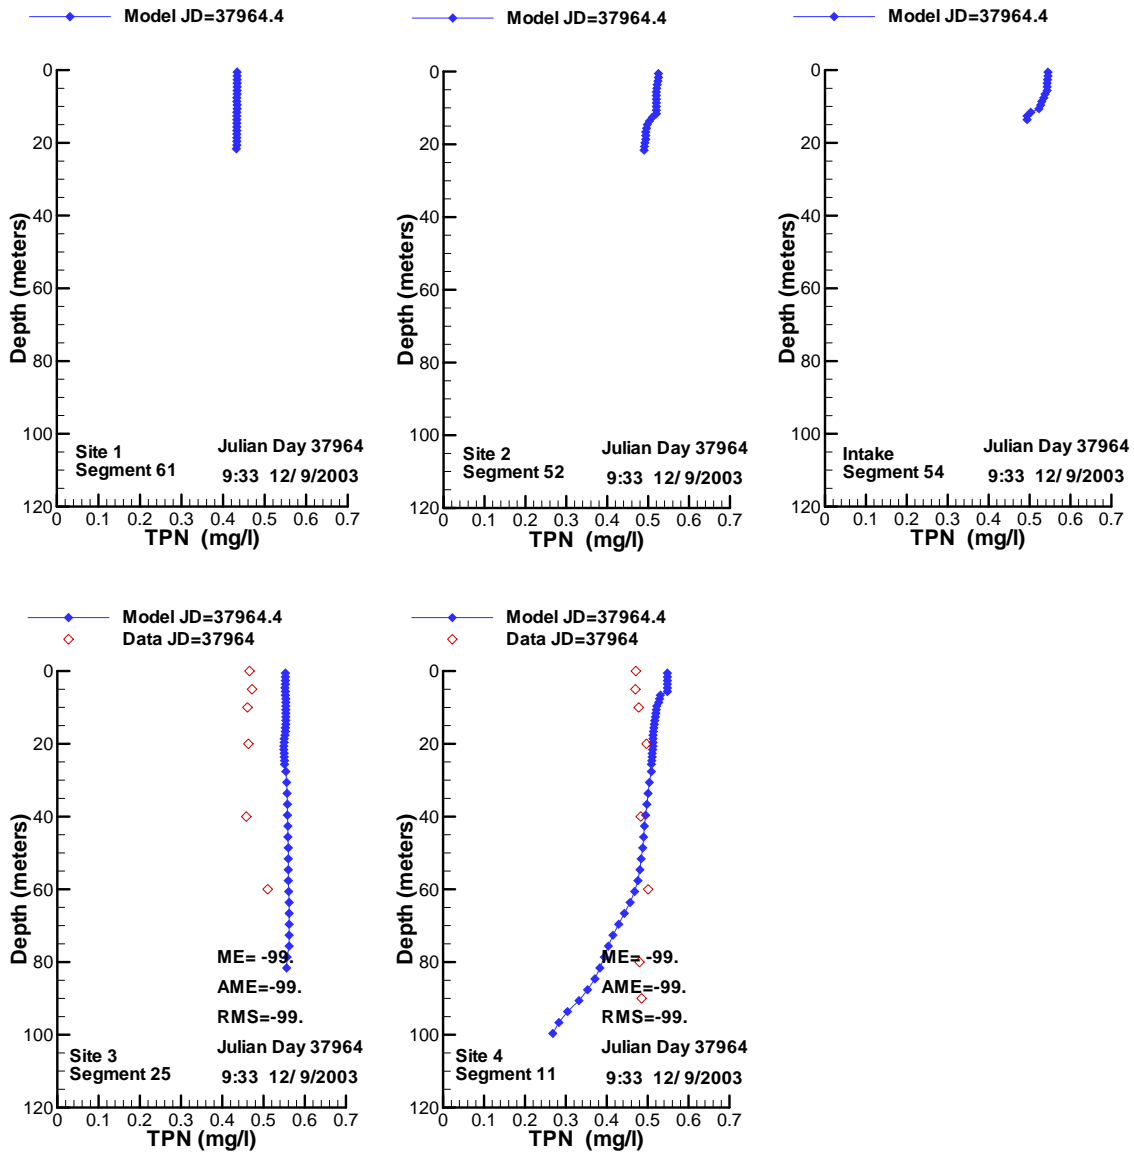 Model JD=37964.4
0
20
40
60
80
100
120
Depth (meters)
Site 1
Segment 61
Julian Day 37964
9:33 12/ 9/2003
0 0.1 0.2 0.3 0.4 0.5 0.6 0.7
TPN (mg/l)
Model JD=37964.4
0
20
40
60
80
100
120
Depth (meters)
Site 2
Segment 52
Julian Day 37964
9:33 12/ 9/2003
0 0.1 0.2 0.3 0.4 0.5 0.6 0.7
TPN (mg/l)
Model JD=37964.4
0
20
40
60
80
100
120
Depth (meters)
Intake
Segment 54
Julian Day 37964
9:33 12/ 9/2003
0 0.1 0.2 0.3 0.4 0.5 0.6 0.7
TPN (mg/l)
Model JD=37964.4
Data JD=37964
0
20
40
60
80
100
120
Depth (meters)
ME= -99.
AME=-99.
RMS=-99.
Site 3
Segment 25
Julian Day 37964
9:33 12/ 9/2003
0 0.1 0.2 0.3 0.4 0.5 0.6 0.7
TPN (mg/l)
Model JD=37964.4
Data JD=37964
0
20
40
60
80
100
120
Depth (meters)
ME= -99.
AME=-99.
RMS=-99.
Site 4
Segment 11
Julian Day 37964
9:33 12/ 9/2003
0 0.1 0.2 0.3 0.4 0.5 0.6 0.7
TPN (mg/l)